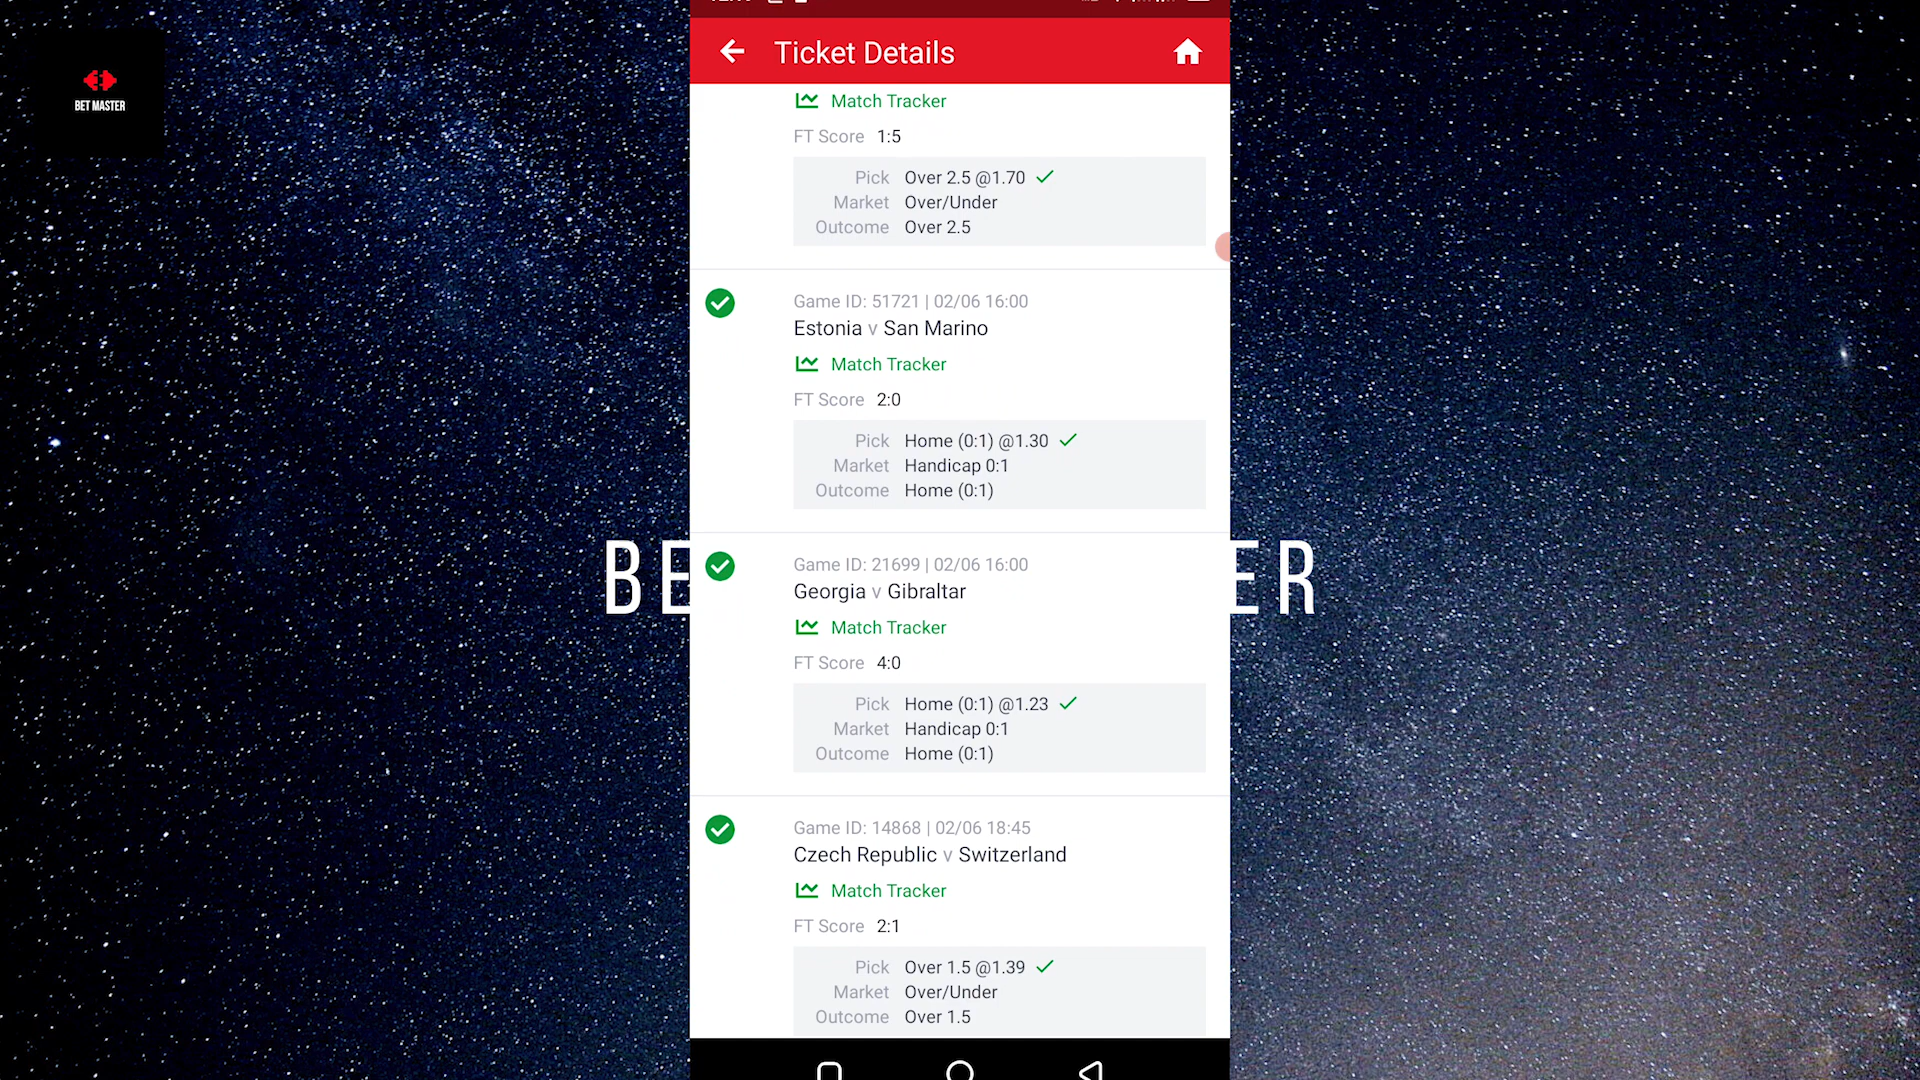 BET MASTER
Ticket Details
Match Tracker
FT Score 1:5
Pick Over 2.5 @1.70
Market Over/Under
Outcome Over 2.5
Game ID: 51721 | 02/06 16:00
Estonia v San Marino
Match Tracker
FT Score 2:0
Pick Home (0:1) @1.30
Market Handicap 0:1
Outcome Home (0:1)
Game ID: 21699 | 02/06 16:00
Georgia v Gibraltar
Match Tracker
FT Score 4:0
Pick Home (0:1) @1.23
Market Handicap 0:1
Outcome Home (0:1)
Game ID: 14868 | 02/06 18:45
Czech Republic v Switzerland
Match Tracker
FT Score 2:1
Pick Over 1.5 @1.39
Market Over/Under
Outcome Over 1.5
BE ER